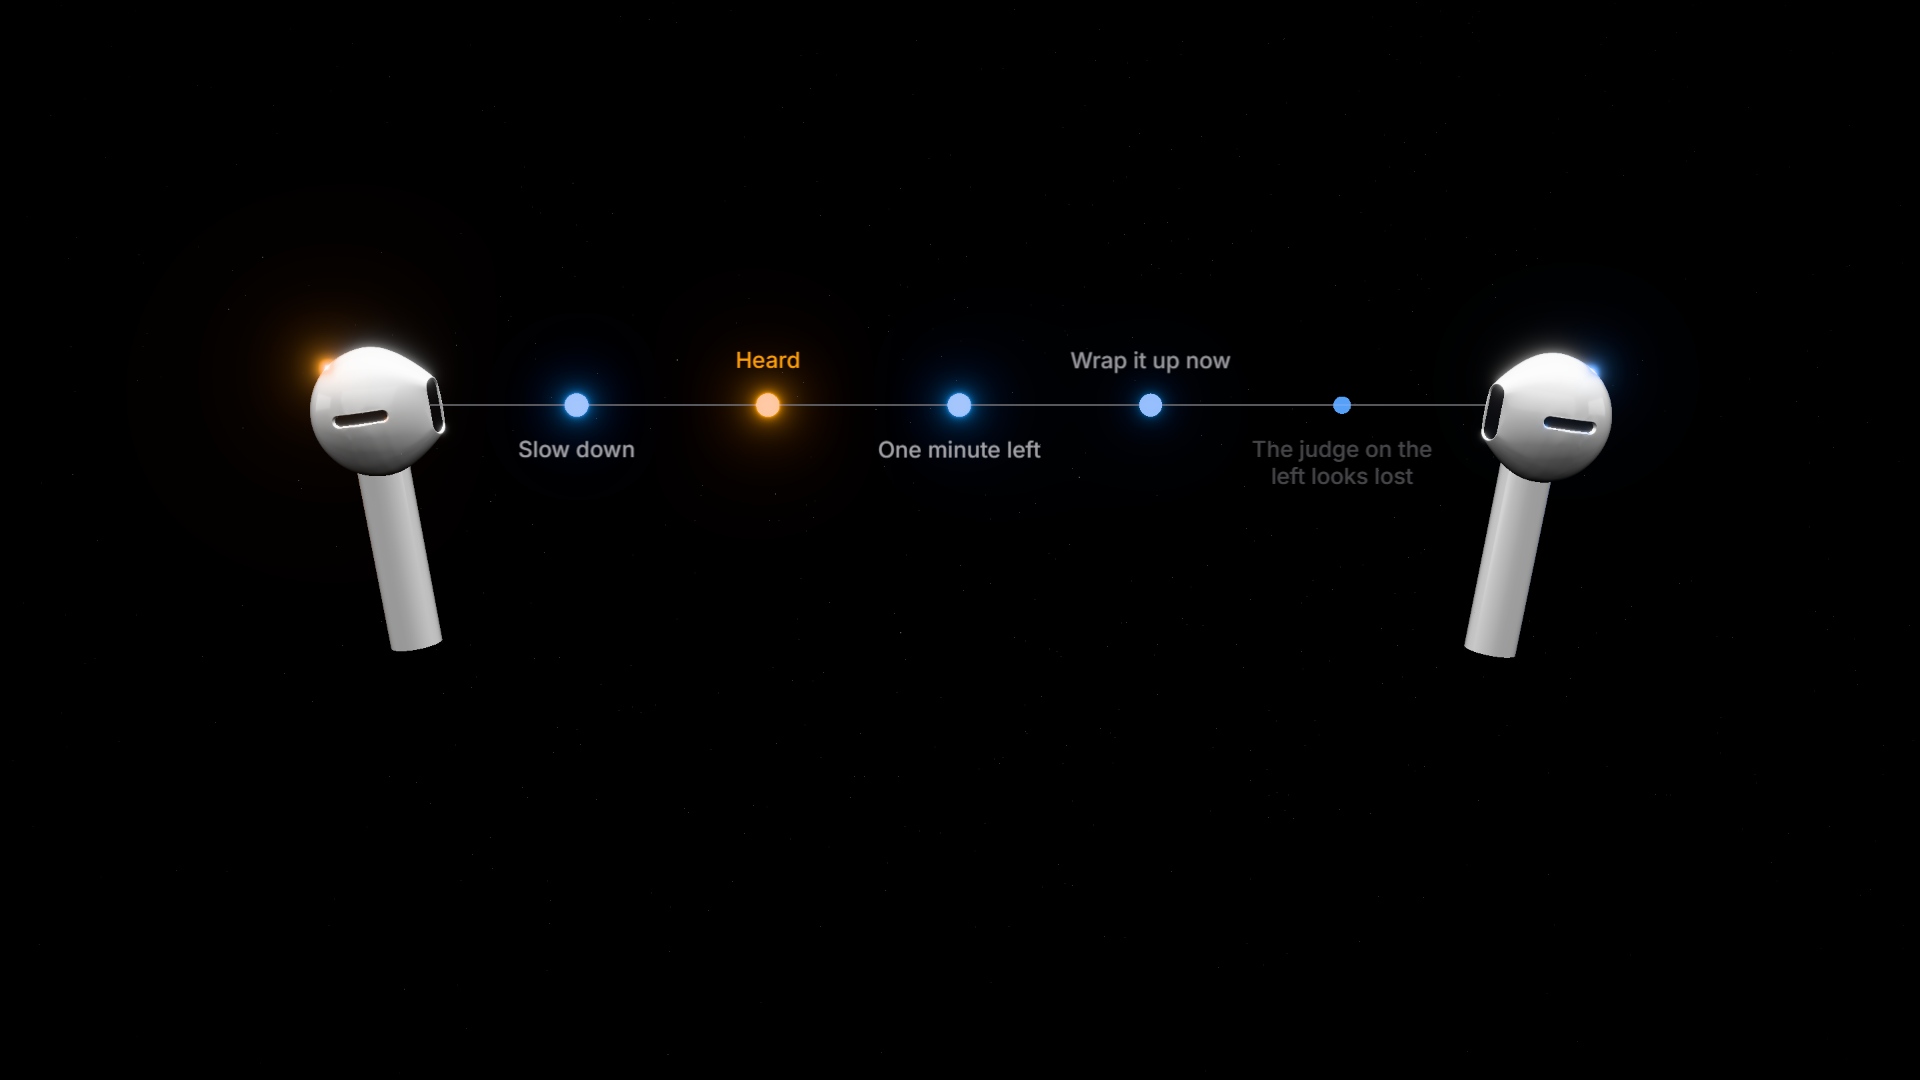 Slow down
Heard
One minute left
Wrap it up now
The judge on the
left looks lost